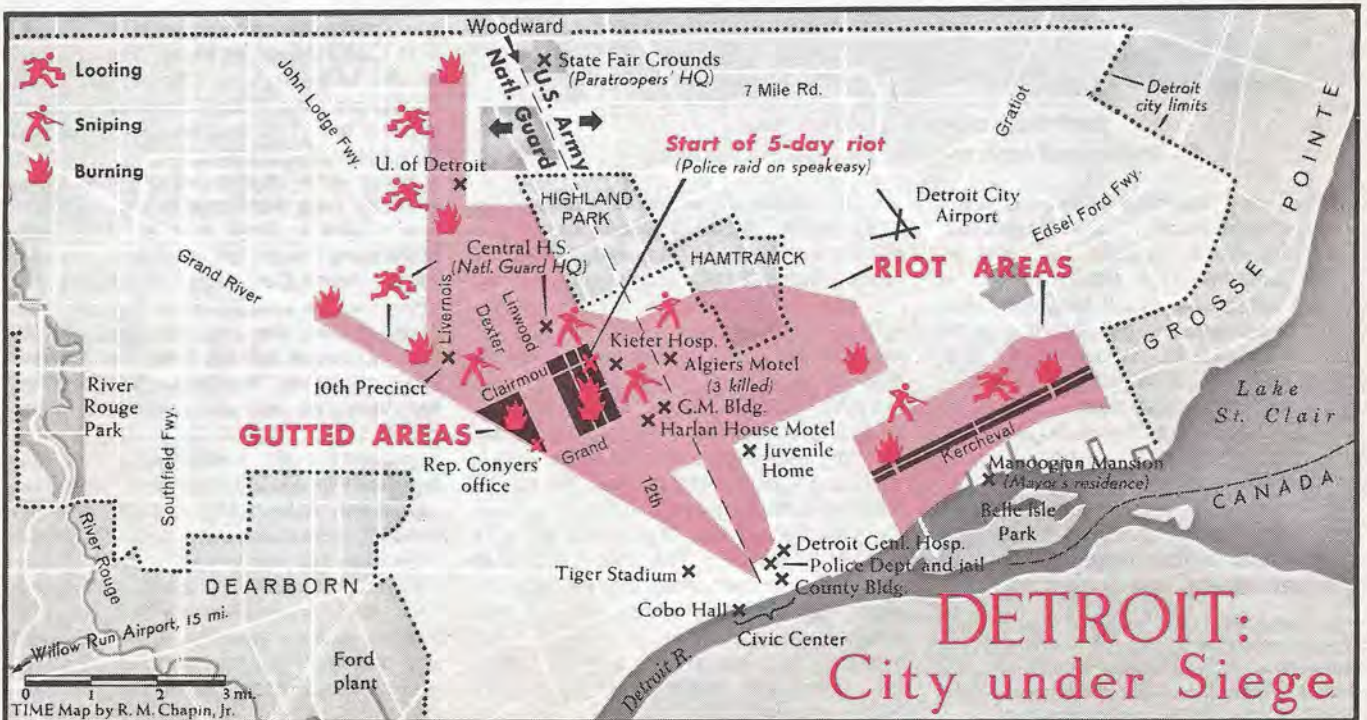 Woodward
Looting
Sniping
Burning
John Lodge Fwy.
Natl. Guard
U.S. Army
State Fair Grounds
(Paratroopers' HQ)
7 Mile Rd.
Gratiot
Detroit
city limits
GROSSE POINTE
U. of Detroit
Start of 5-day riot
(Police raid on speakeasy)
HIGHLAND
PARK
Detroit City
Airport
Edsel Ford Fwy.
Grand River
Central H.S.
(Natl. Guard HQ)
HAMTRAMCK
RIOT AREAS
Livernois
Dexter
Linwood
Kiefer Hosp.
Clairmou
Algiers Motel
(3 killed)
10th Precinct
G.M. Bldg.
Harlan House Motel
River
Rouge
Park
Southfield Fwy.
GUTTED AREAS
Grand
Rep. Conyers'
office
12th
Juvenile
Home
Kercheval
Manoogian Mansion
(Mayor's residence)
Belle Isle
Park
Lake
St. Clair
CANADA
River Rouge
DEARBORN
Tiger Stadium
Detroit Genl. Hosp.
Police Dept. and jail
County Bldg.
Cobo Hall
Civic Center
Detroit R.
Willow Run Airport, 15 mi.
Ford
plant
0 1 2 3 mi.
TIME Map by R. M. Chapin, Jr.
DETROIT:
City under Siege